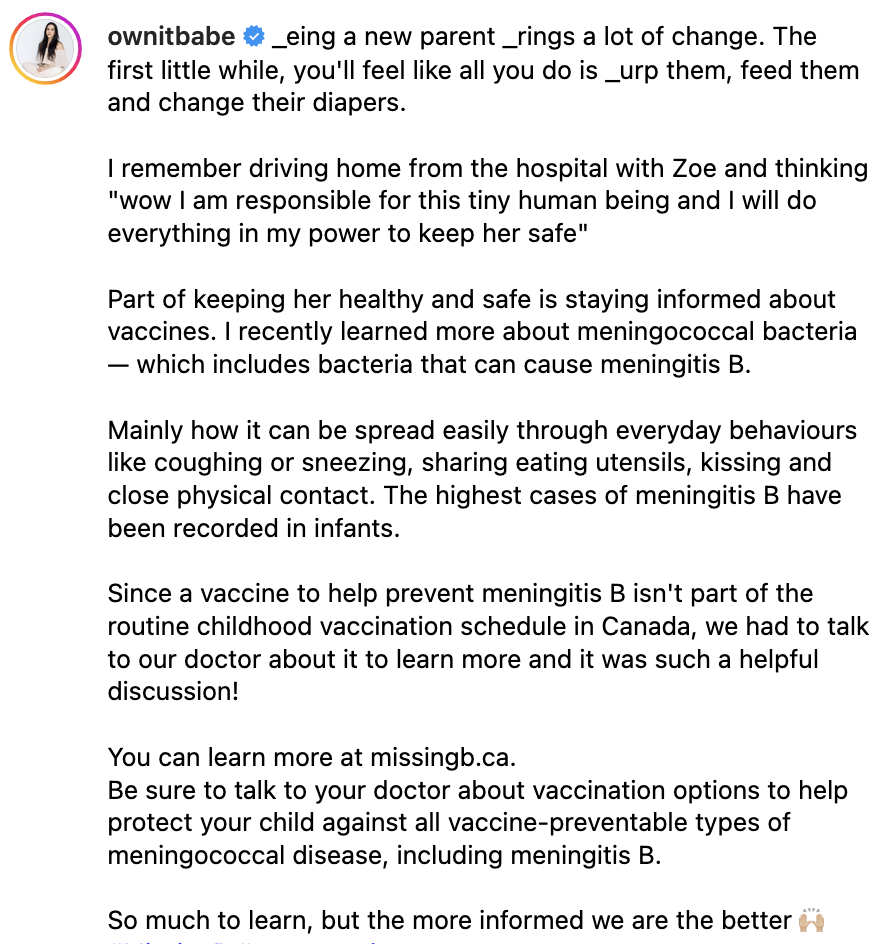 ownitbabe _eing a new parent _rings a lot of change. The
first little while, you'll feel like all you do is _urp them, feed them
and change their diapers.
I remember driving home from the hospital with Zoe and thinking
"wow I am responsible for this tiny human being and I will do
everything in my power to keep her safe"
Part of keeping her healthy and safe is staying informed about
vaccines. I recently learned more about meningococcal bacteria
— which includes bacteria that can cause meningitis B.
Mainly how it can be spread easily through everyday behaviours
like coughing or sneezing, sharing eating utensils, kissing and
close physical contact. The highest cases of meningitis B have
been recorded in infants.
Since a vaccine to help prevent meningitis B isn't part of the
routine childhood vaccination schedule in Canada, we had to talk
to our doctor about it to learn more and it was such a helpful
discussion!
You can learn more at missingb.ca.
Be sure to talk to your doctor about vaccination options to help
protect your child against all vaccine-preventable types of
meningococcal disease, including meningitis B.
So much to learn, but the more informed we are the better 🙌🏼